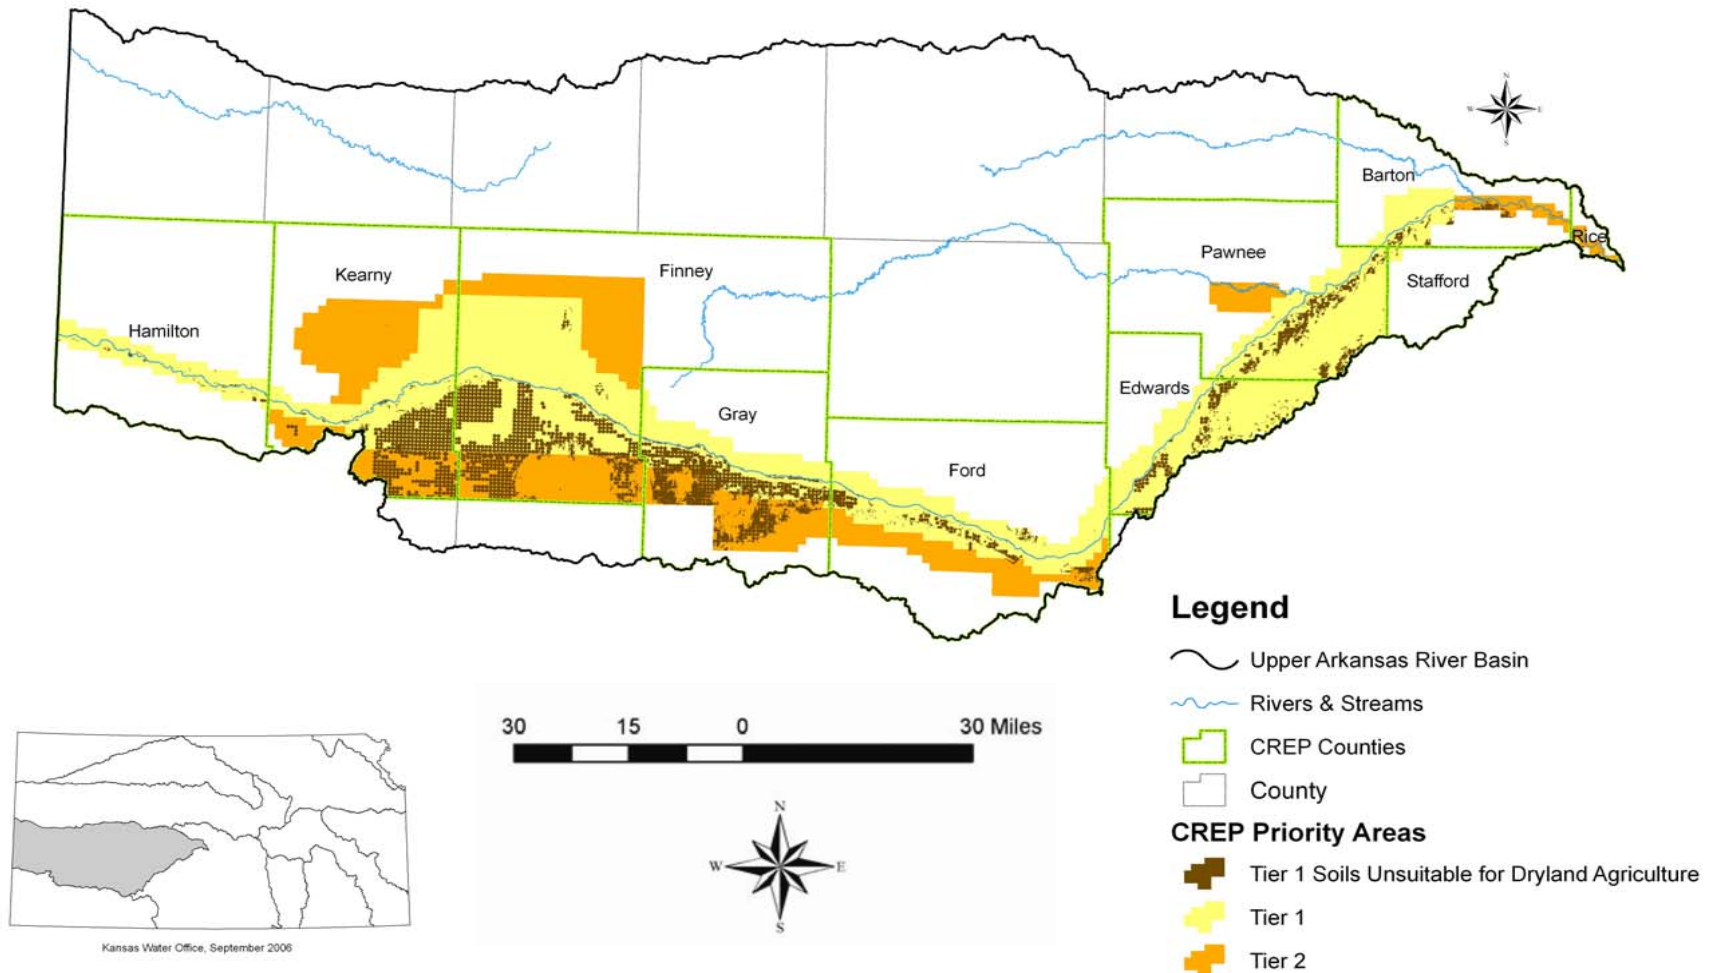 N
W E
S
Barton
Rice
Pawnee
Stafford
Kearny
Finney
Hamilton
Edwards
Gray
Ford
Legend
Upper Arkansas River Basin
Rivers & Streams
CREP Counties
County
CREP Priority Areas
Tier 1 Soils Unsuitable for Dryland Agriculture
Tier 1
Tier 2
30 15 0 30 Miles
N
W E
S
Kansas Water Office, September 2006